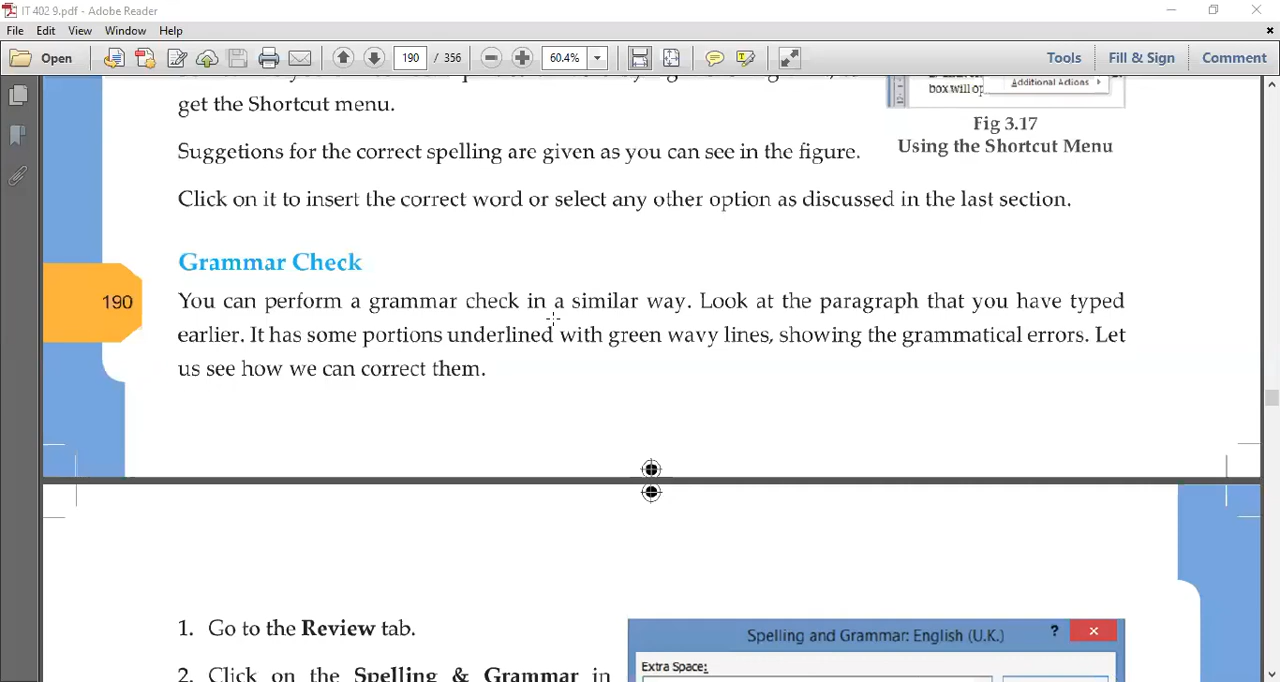 IT 402 9.pdf - Adobe Reader
File Edit View Window Help
Open 190 / 356 60.4% Tools Fill & Sign Comment
get the Shortcut menu.
Additional Actions
box will op
Fig 3.17
Using the Shortcut Menu
Suggetions for the correct spelling are given as you can see in the figure.
Click on it to insert the correct word or select any other option as discussed in the last section.
Grammar Check
190
You can perform a grammar check in a similar way. Look at the paragraph that you have typed
earlier. It has some portions underlined with green wavy lines, showing the grammatical errors. Let
us see how we can correct them.
1. Go to the Review tab.
2. Click on the Spelling & Grammar in
Spelling and Grammar: English (U.K.) ?
Extra Space: